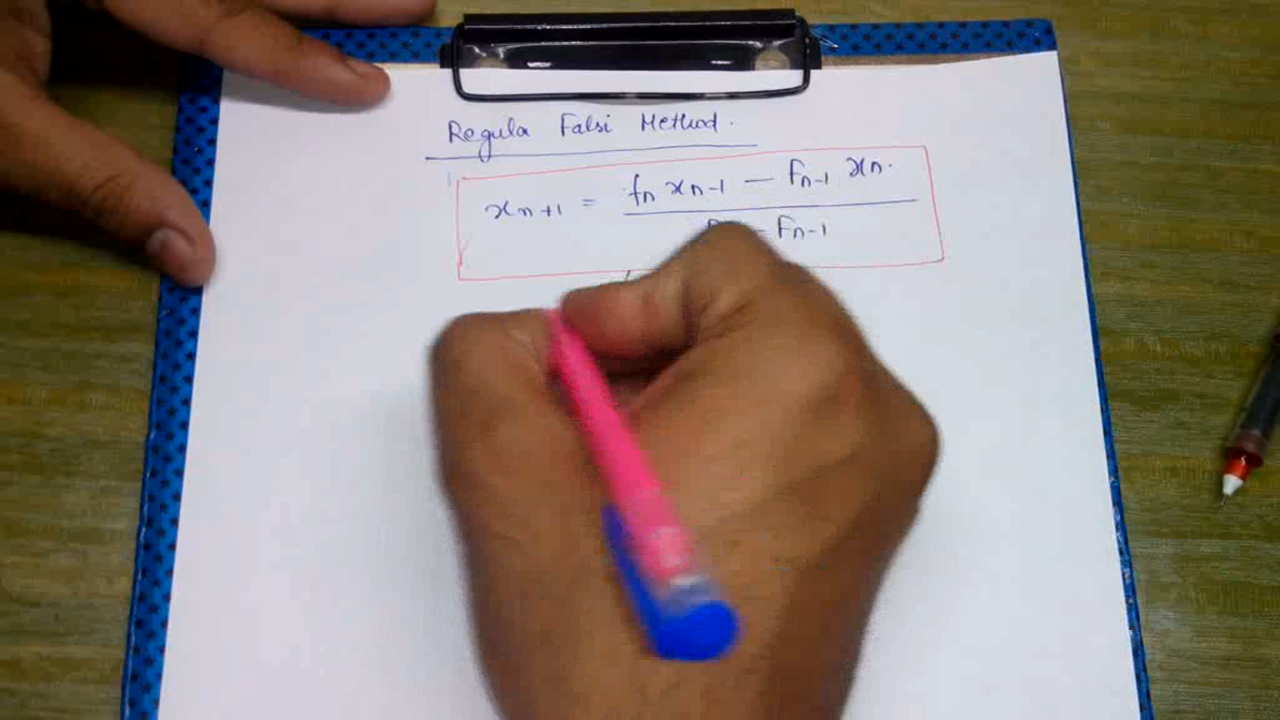 Regula Falsi Method.
xn+1 = fn xn-1 — Fn-1 xn.
- Fn-1